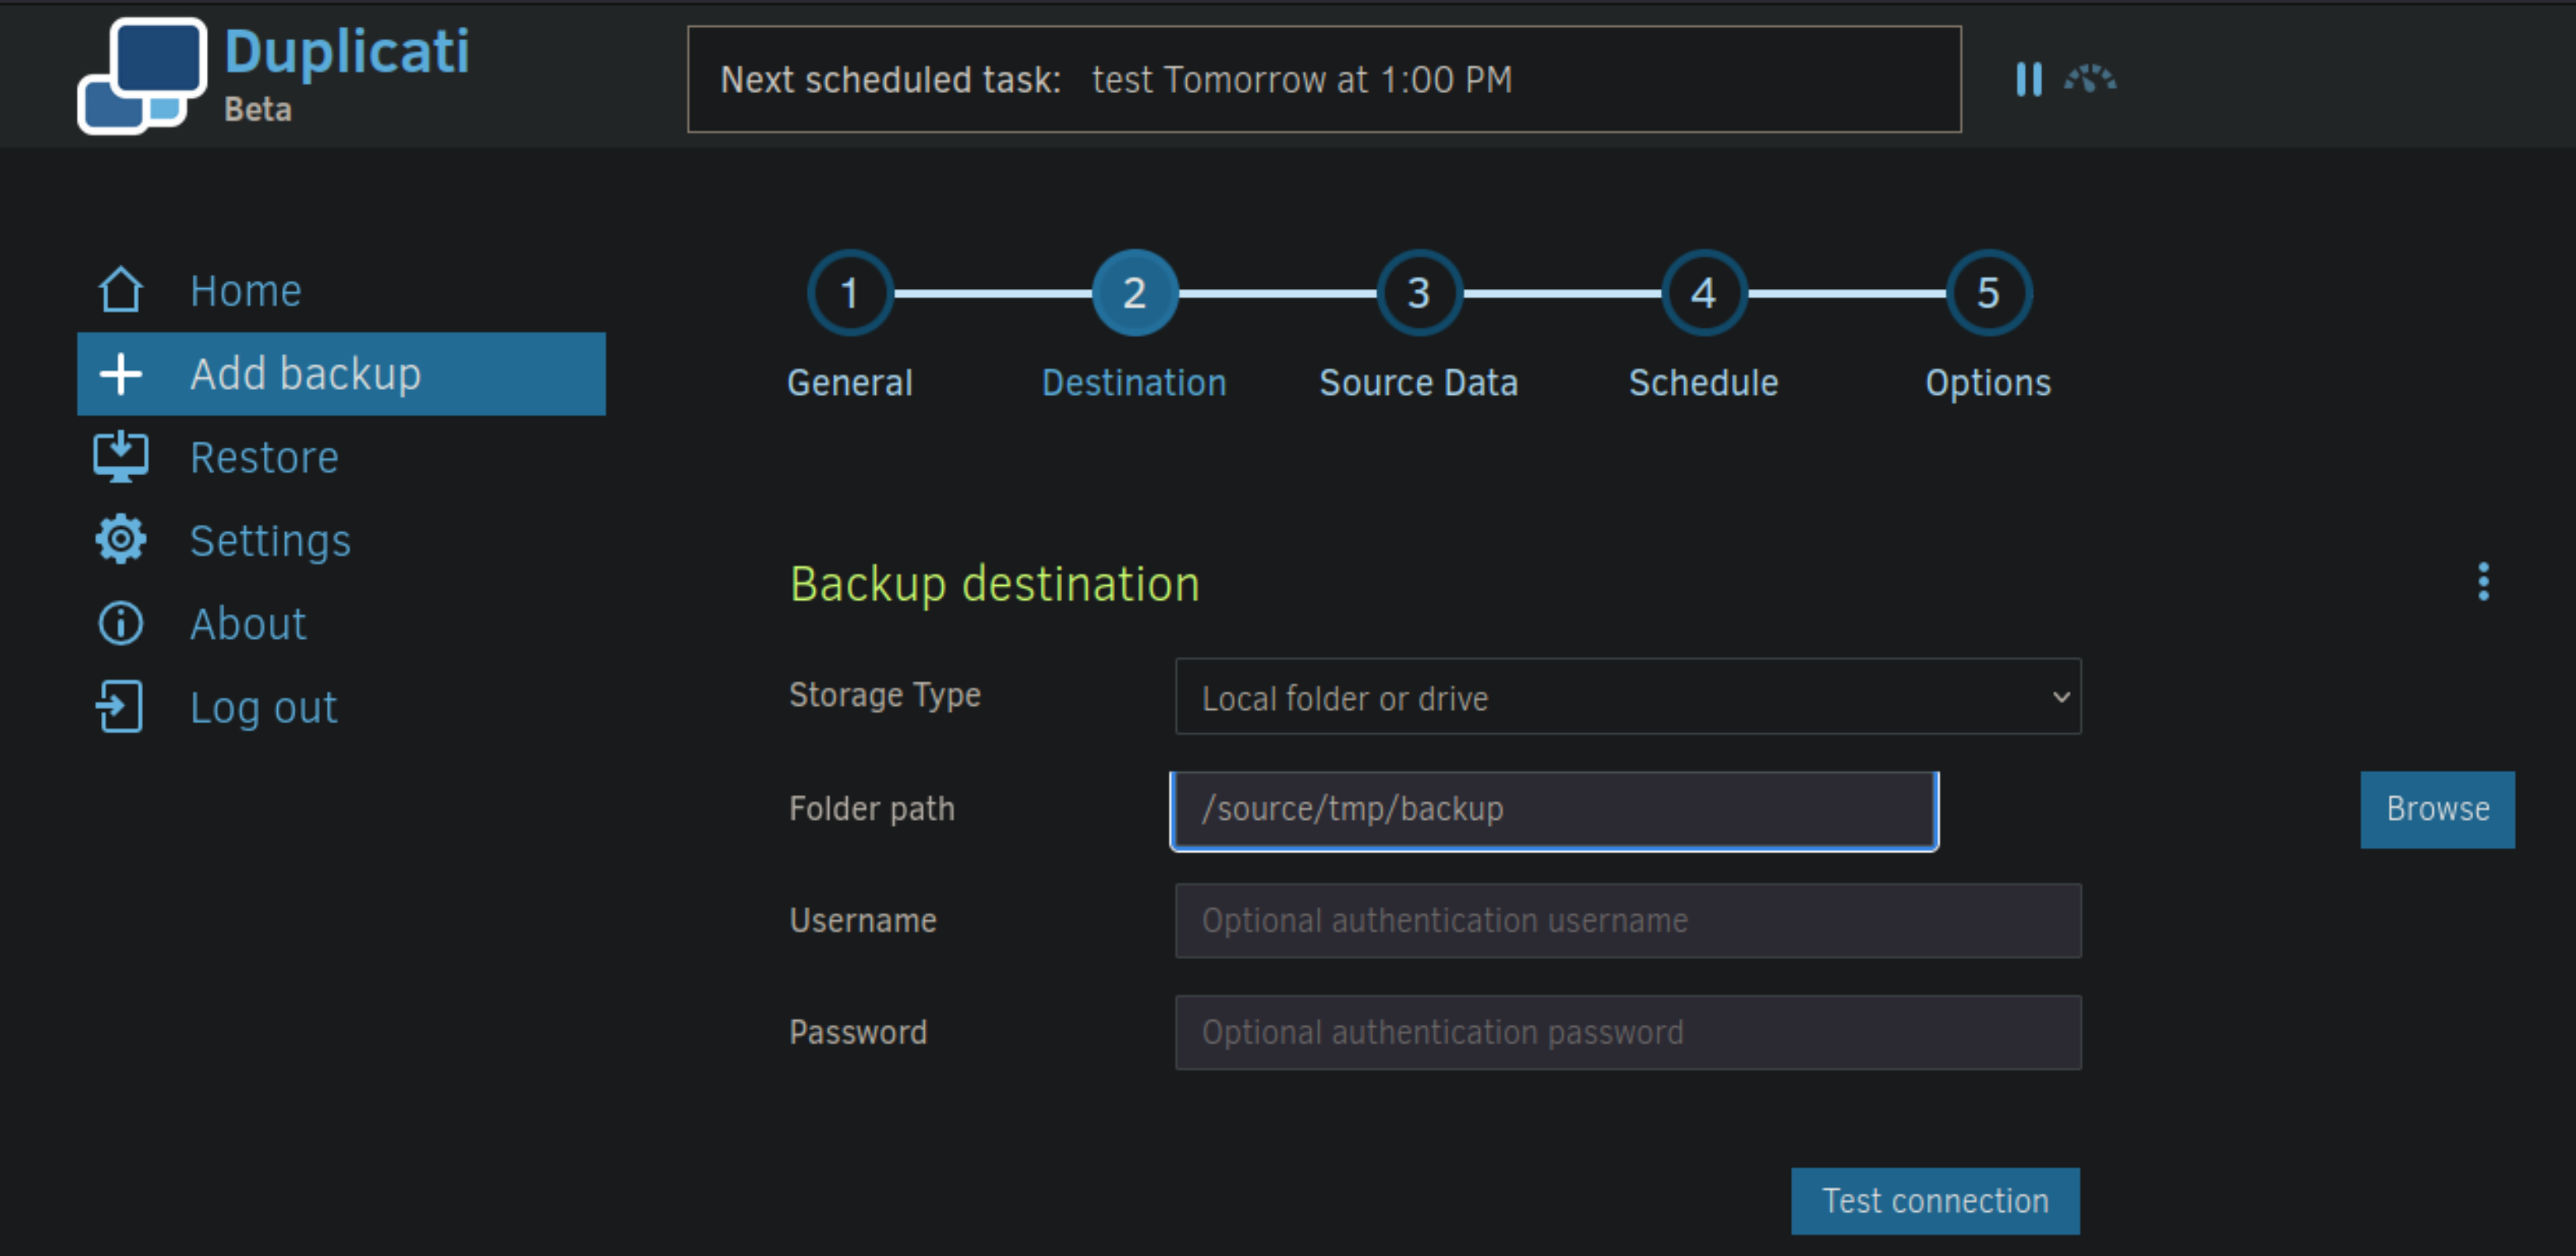 Duplicati
Beta
Next scheduled task: test Tomorrow at 1:00 PM
Home
Add backup
Restore
Settings
About
Log out
1 2 3 4 5
General Destination Source Data Schedule Options
Backup destination
Storage Type Local folder or drive
Folder path /source/tmp/backup Browse
Username Optional authentication username
Password Optional authentication password
Test connection